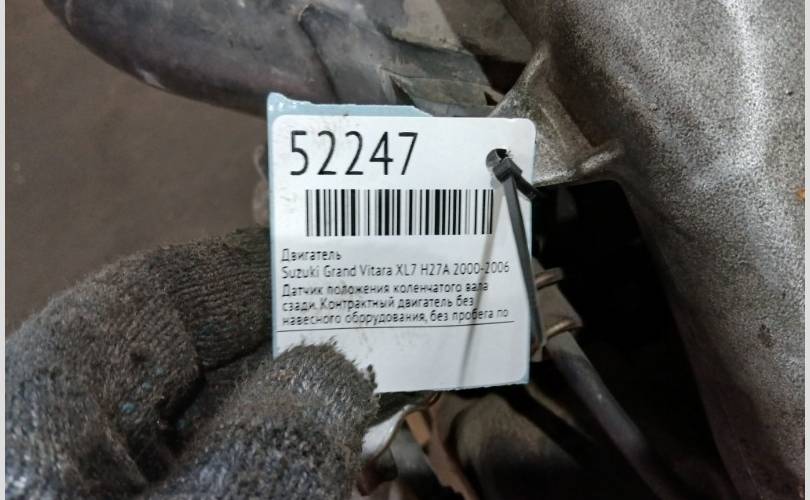 52247
Двигатель
Suzuki Grand Vitara XL7 H27A 2000-2006
Датчик положения коленчатого вала
сзади. Контрактный двигатель без
навесного оборудования, без пробега по